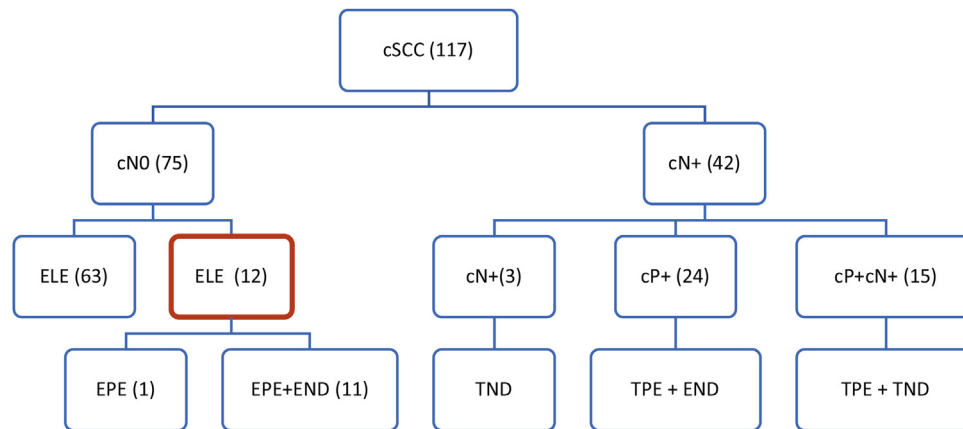 cSCC (117)
cN0 (75)
cN+ (42)
ELE (63)
ELE (12)
cN+(3)
cP+ (24)
cP+cN+ (15)
EPE (1)
EPE+END (11)
TND
TPE + END
TPE + TND